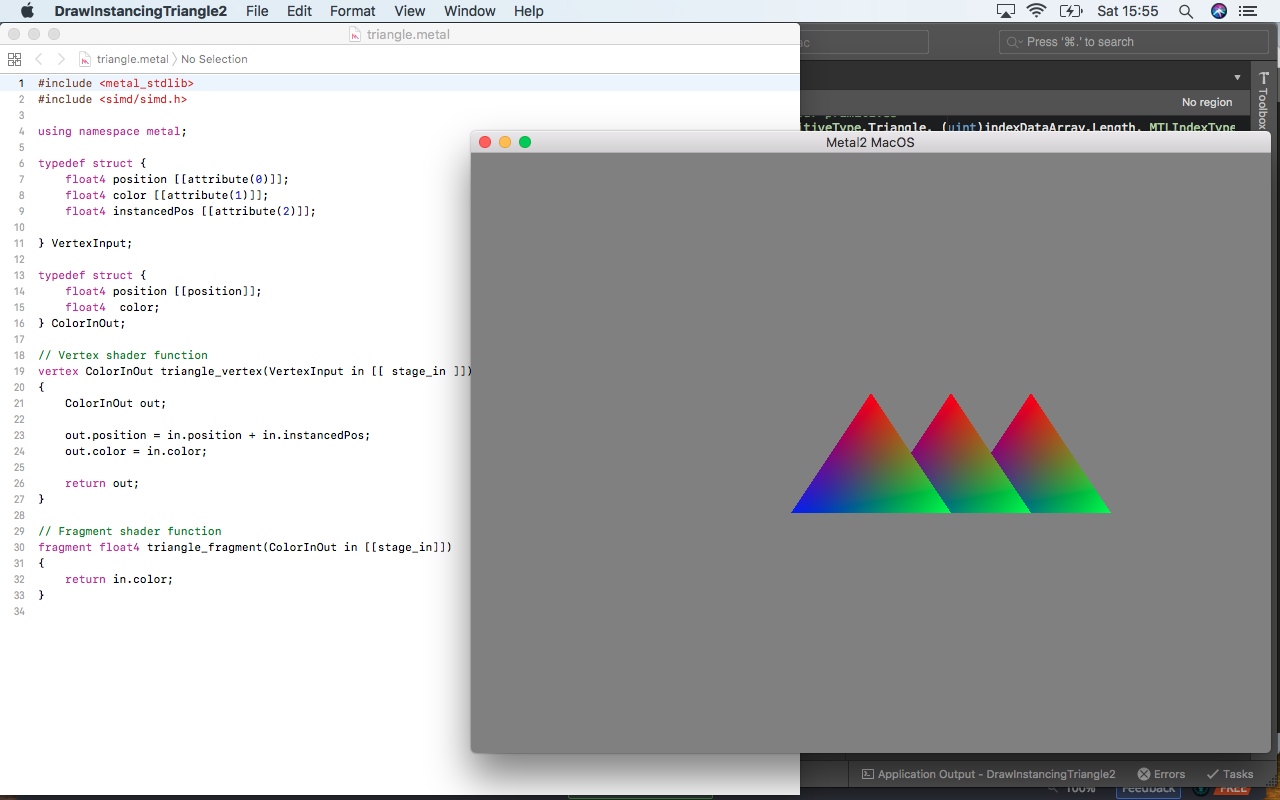 DrawInstancingTriangle2 File Edit Format View Window Help Sat 15:55
triangle.metal
triangle.metal No Selection
1 #include <metal_stdlib>
2 #include <simd/simd.h>
3
4 using namespace metal;
5
6 typedef struct {
7 float4 position [[attribute(0)]];
8 float4 color [[attribute(1)]];
9 float4 instancedPos [[attribute(2)]];
10
11 } VertexInput;
12
13 typedef struct {
14 float4 position [[position]];
15 float4  color;
16 } ColorInOut;
17
18 // Vertex shader function
19 vertex ColorInOut triangle_vertex(VertexInput in [[ stage_in ]])
20 {
21 ColorInOut out;
22
23 out.position = in.position + in.instancedPos;
24 out.color = in.color;
25
26 return out;
27 }
28
29 // Fragment shader function
30 fragment float4 triangle_fragment(ColorInOut in [[stage_in]])
31 {
32 return in.color;
33 }
34
Press '⌘.' to search
No region
Toolbox
itiveType.Triangle, (uint)indexDataArray.Length, MTLIndexType
Metal2 MacOS
Application Output - DrawInstancingTriangle2 Errors Tasks
100% Feedback FREE